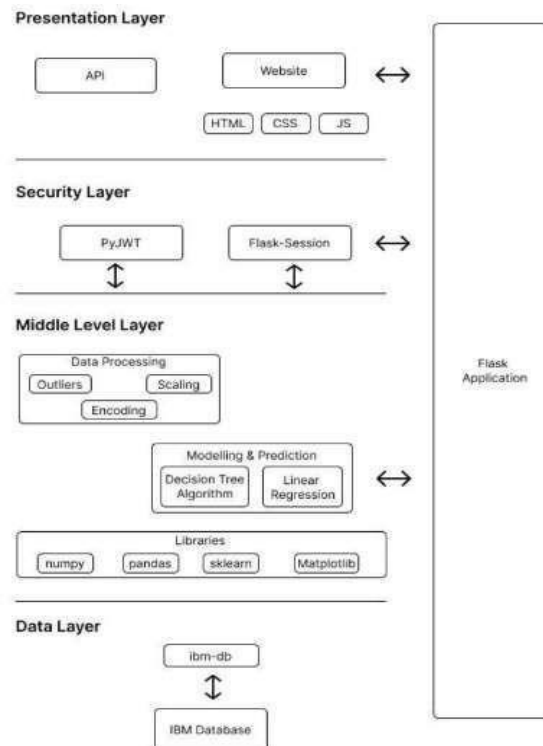 Presentation Layer
API
Website
HTML
CSS
JS
Security Layer
PyJWT
Flask-Session
Middle Level Layer
Data Processing
Outliers
Scaling
Encoding
Modelling & Prediction
Decision Tree
Algorithm
Linear
Regression
Libraries
numpy
pandas
sklearn
Matplotlib
Data Layer
ibm-db
IBM Database
Flask
Application